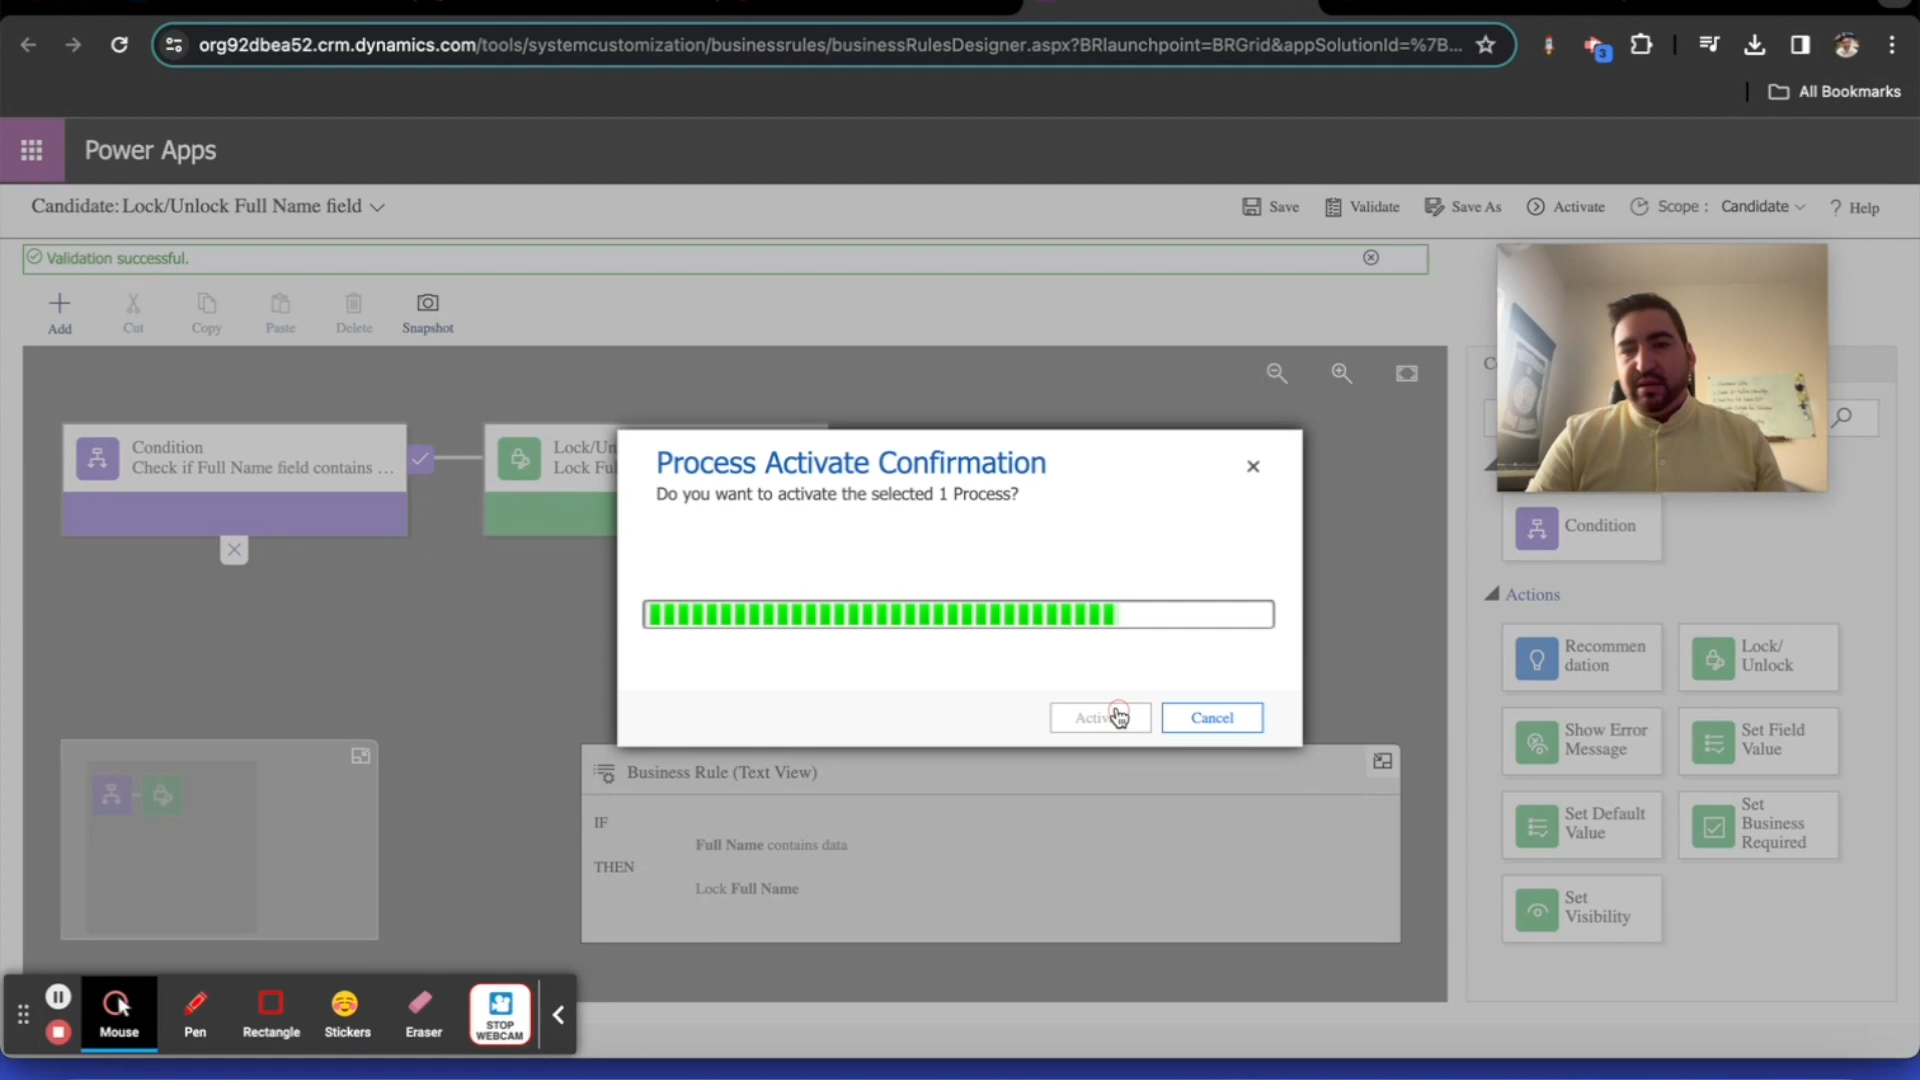 org92dbea52.crm.dynamics.com/tools/systemcustomization/businessrules/businessRulesDesigner.aspx?BRlaunchpoint=BRGrid&appSolutionId=%7B...
3
All Bookmarks
Power Apps
Candidate: Lock/Unlock Full Name field
Save
Validate
Save As
Activate
Scope :
Candidate
? Help
Validation successful.
Add
Cut
Copy
Paste
Delete
Snapshot
Condition
Check if Full Name field contains ...
Process Activate Confirmation
Do you want to activate the selected 1 Process?
Cancel
Condition
Actions
Recommen
dation
Lock/
Unlock
Show Error
Message
Set Field
Value
Set Default
Value
Set
Business
Required
Set
Visibility
Business Rule (Text View)
IF
Full Name contains data
THEN
Lock Full Name
Mouse
Pen
Rectangle
Stickers
Eraser
STOP
WEBCAM